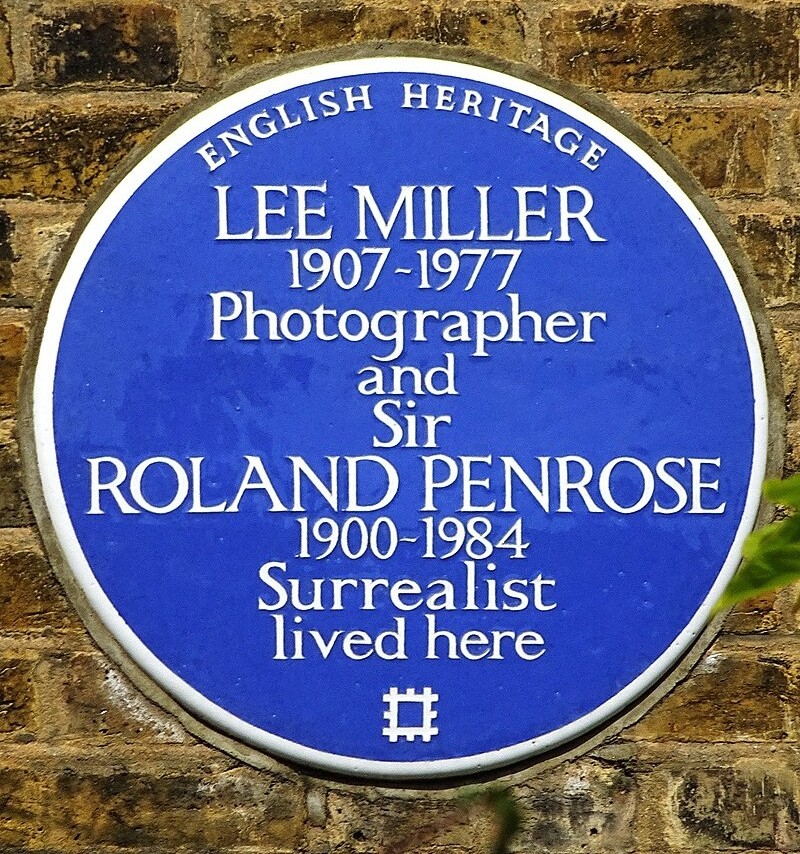 ENGLISH HERITAGE
LEE MILLER
1907-1977
Photographer
and
Sir
ROLAND PENROSE
1900-1984
Surrealist
lived here